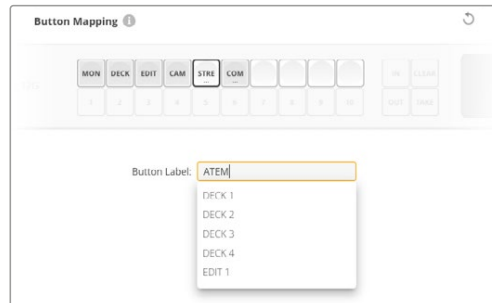 Button Mapping i
MON DECK EDIT CAM STRE ... COM ... IN CLEAR
1 2 3 4 5 6 7 8 9 10 OUT TAKE
Button Label: ATEM
DECK 1
DECK 2
DECK 3
DECK 4
EDIT 1